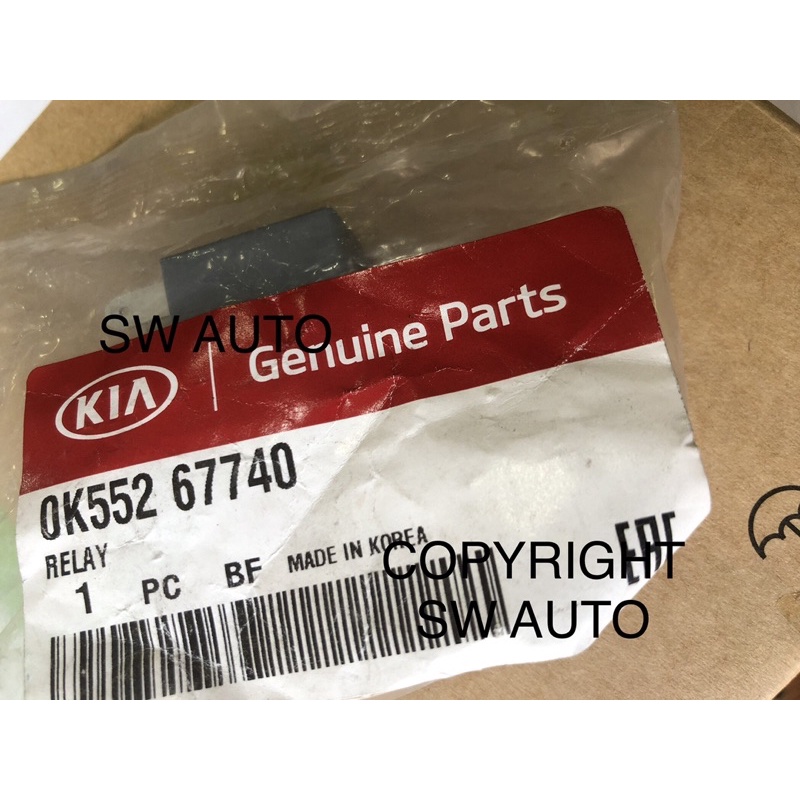 SW AUTO
KIA Genuine Parts
0K552 67740
RELAY
1 PC BF MADE IN KOREA
EAC
COPYRIGHT
SW AUTO